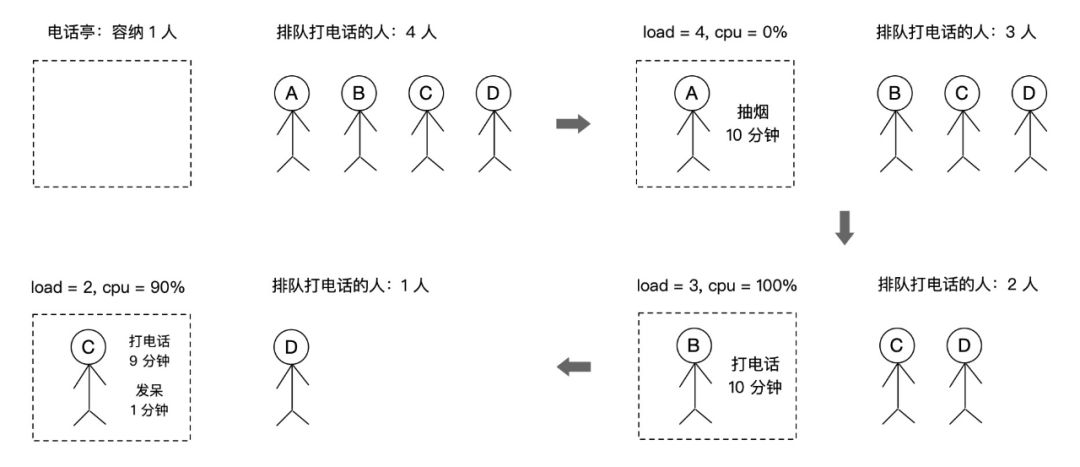 电话亭：容纳 1 人
排队打电话的人：4 人
A
B
C
D
load = 4, cpu = 0%
排队打电话的人：3 人
A
抽烟
10 分钟
B
C
D
load = 3, cpu = 100%
排队打电话的人：2 人
B
打电话
10 分钟
C
D
load = 2, cpu = 90%
排队打电话的人：1 人
C
打电话
9 分钟
发呆
1 分钟
D